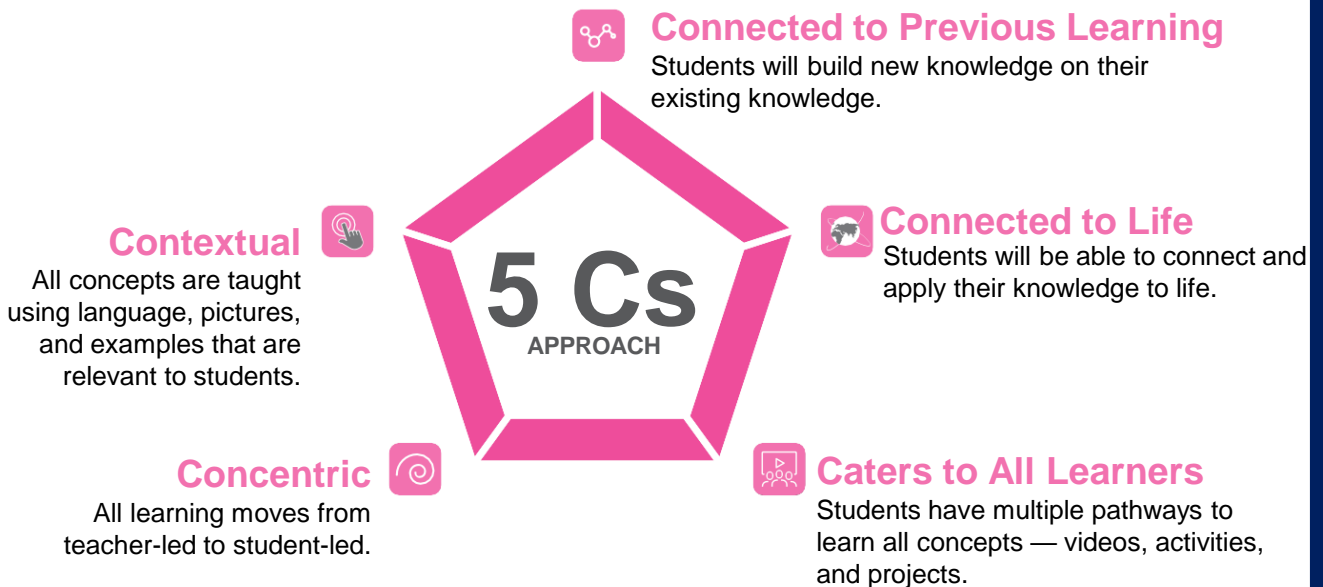 Connected to Previous Learning
Students will build new knowledge on their
existing knowledge.
Connected to Life
Students will be able to connect and
apply their knowledge to life.
Contextual
All concepts are taught
using language, pictures,
and examples that are
relevant to students.
5 Cs
APPROACH
Concentric
All learning moves from
teacher-led to student-led.
Caters to All Learners
Students have multiple pathways to
learn all concepts — videos, activities,
and projects.